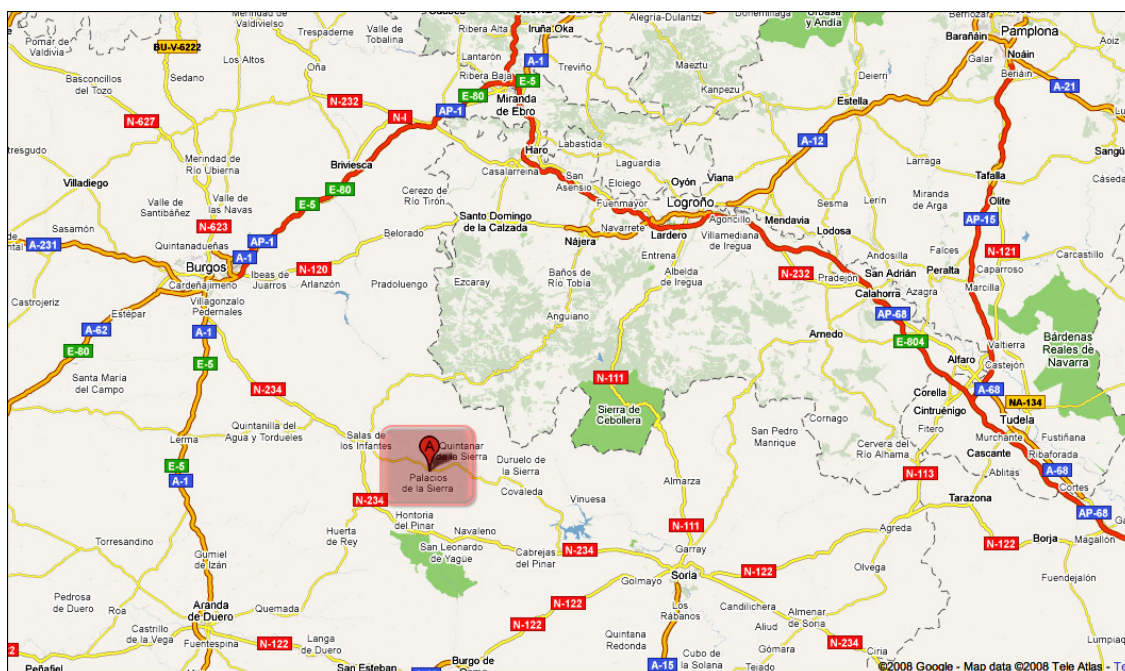 Merindad de
Valdivielso
Trespaderne
Valle de
Tobalina
Ribera Alta
Iruña Oka
Alegria-Dulantzi
Urbasa
y Andía
Berriozar
Pamplona
Aoiz
Pomar de
Valdivia
BU-V-6222
Los Altos
Oña
Lantarón
Ribera Baja
A-1
Treviño
Maeztu
Barañáin
Galar
Noáin
Beriáin
Basconcillos
del Tozo
Sedano
N-232
E-80
E-5
Miranda
de Ebro
Kanpezu
Deierri
Estella
A-21
N-627
N-I
AP-1
Labastida
A-12
Sangü
Merindad de
Río Ubierna
Briviesca
Haro
Laguardia
Larraga
Tafalla
Cáseda
Villadiego
Valle de
Santibáñez
Valle de
las Navas
E-80
E-5
Casalarreina
San
Asensio
Elciego
Oyón
Viana
Cerezo de
Río Tirón
Fuenmayor
Logroño
Sesma
Lerín
Miranda
de Arga
Olite
Sasamón
N-623
AP-1
Belorado
Santo Domingo
de la Calzada
Navarrete
Agoncillo
Mendavia
AP-15
A-231
Quintanadueñas
A-1
Nájera
Lardero
Villamediana
de Iregua
Lodosa
Andosilla
Falces
N-121
Burgos
Ibeas de
Juarros
N-120
Arlanzón
Entrena
N-232
Pradejón
San Adrián
Peralta
Caparroso
Carcastillo
Cardeñajimeno
Pradoluengo
Ezcaray
Baños de
Río Tobía
Albelda
de Iregua
Calahorra
Azagra
Marcilla
Castrojeriz
Villagonzalo
Pedernales
Estépar
Anguiano
AP-68
A-62
A-1
Arnedo
E-804
Valtierra
Bárdenas
Reales de
Navarra
E-80
E-5
Alfaro
Castejón
Santa María
del Campo
N-234
N-111
Corella
A-68
NA-134
Sierra de
Cebollera
Cintruénigo
Tudela
Quintanilla del
Agua y Tordueles
Salas de
los Infantes
San Pedro
Manrique
Cornago
Fitero
Lerma
A
Quintanar
de la Sierra
Duruelo de
la Sierra
Cervera del
Río Alhama
Murchante
Fustiñana
Cascante
Ribaforada
E-5
A-1
Palacios
de la Sierra
Covaleda
Almarza
N-113
Ablitas
A-68
Cortes
N-234
Vinuesa
Tarazona
AP-68
Hontoria
del Pinar
Navaleno
N-111
Agreda
Torresandino
Huerta
de Rey
San Leonardo
de Yagüe
Cabrejas
del Pinar
N-234
Garray
N-122
Borja
Magallón
Gumiel
de Izán
Soria
N-122
Olvega
Golmayo
Fuendejalón
Pedrosa
de Duero
Roa
Aranda
de Duero
Quemada
N-122
Los
Rábanos
Candilichera
Almenar
de Soria
Castrillo
de la Vega
Fuentespina
N-122
Langa
de Duero
N-122
Quintana
Redonda
Aliud
Gómara
N-234
Ciria
Peñafiel
San Esteban
Burgo de
A-15
Cubo de
la Solana
Tejado
©2008 Google - Map data ©2008 Tele Atlas -